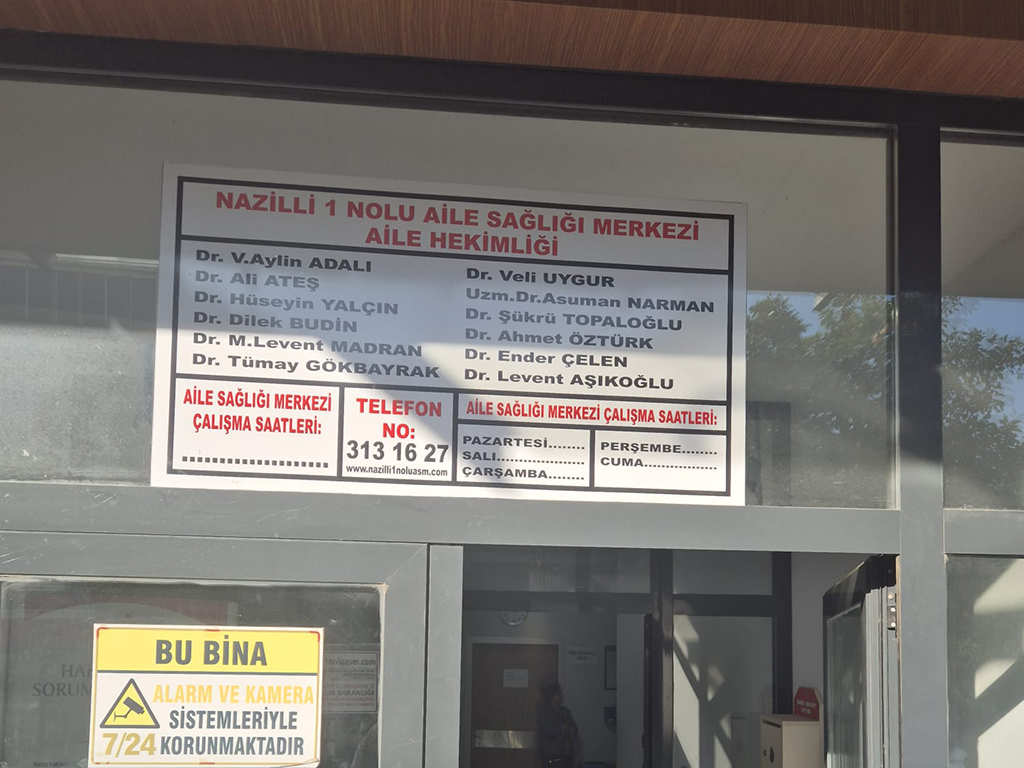 NAZİLLİ 1 NOLU AİLE SAĞLIĞI MERKEZİ
AİLE HEKİMLİĞİ
Dr. V.Aylin ADALI
Dr. Ali ATEŞ
Dr. Hüseyin YALÇIN
Dr. Dilek BUDİN
Dr. M.Levent MADRAN
Dr. Tümay GÖKBAYRAK
Dr. Veli UYGUR
Uzm.Dr.Asuman NARMAN
Dr. Şükrü TOPALOĞLU
Dr. Ahmet ÖZTÜRK
Dr. Ender ÇELEN
Dr. Levent AŞIKOĞLU
AİLE SAĞLIĞI MERKEZİ
ÇALIŞMA SAATLERİ:
TELEFON
NO:
313 16 27
www.nazilli1noluasm.com
AİLE SAĞLIĞI MERKEZİ ÇALIŞMA SAATLERİ:
PAZARTESİ........
SALI....................
ÇARŞAMBA........
PERŞEMBE........
CUMA.................
BU BİNA
ALARM VE KAMERA
SİSTEMLERİYLE
7/24 KORUNMAKTADIR